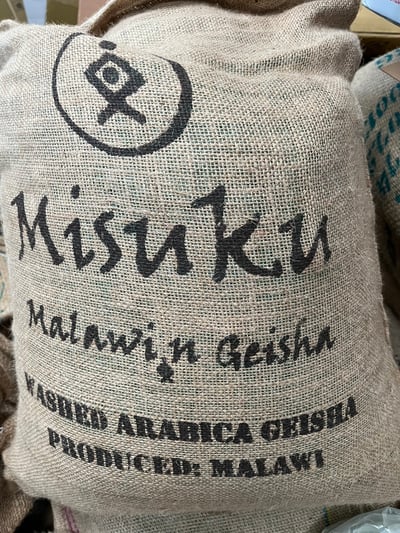 Misuku
Malawi n Geisha
WASHED ARABICA GEISHA
PRODUCED: MALAWI